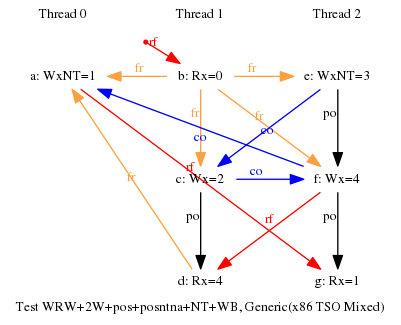 Thread 0 Thread 1 Thread 2
rf
a: WxNT=1 fr b: Rx=0 fr e: WxNT=3
fr fr po
co co
rf
fr c: Wx=2 co f: Wx=4
po rf po
d: Rx=4 g: Rx=1
Test WRW+2W+pos+posntna+NT+WB, Generic(x86 TSO Mixed)